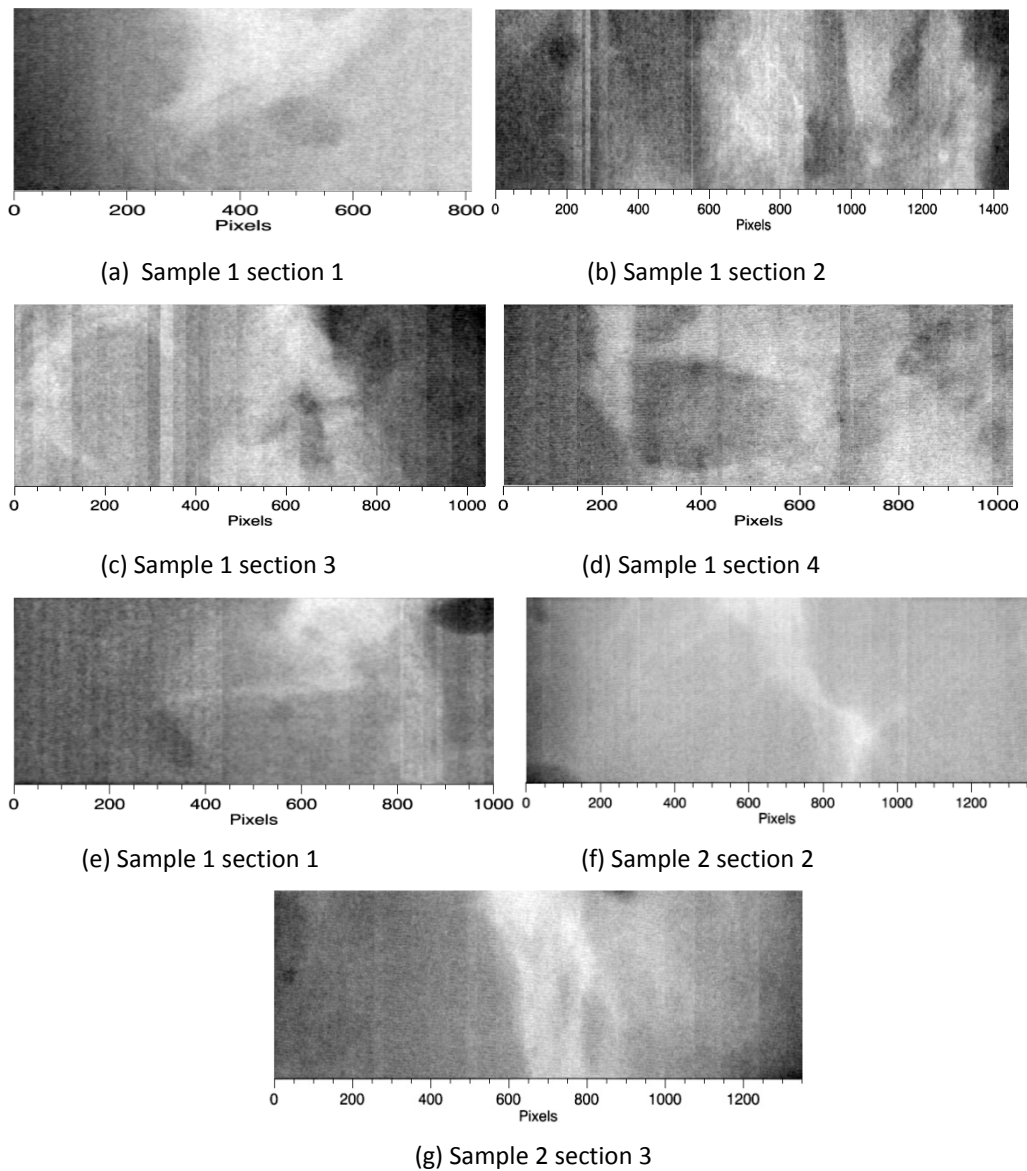 0 200 400 600 800
Pixels
(a) Sample 1 section 1
0 200 400 600 800 1000 1200 1400
Pixels
(b) Sample 1 section 2
0 200 400 600 800 1000
Pixels
(c) Sample 1 section 3
0 200 400 600 800 1000
Pixels
(d) Sample 1 section 4
0 200 400 600 800 1000
Pixels
(e) Sample 1 section 1
0 200 400 600 800 1000 1200
Pixels
(f) Sample 2 section 2
0 200 400 600 800 1000 1200
Pixels
(g) Sample 2 section 3